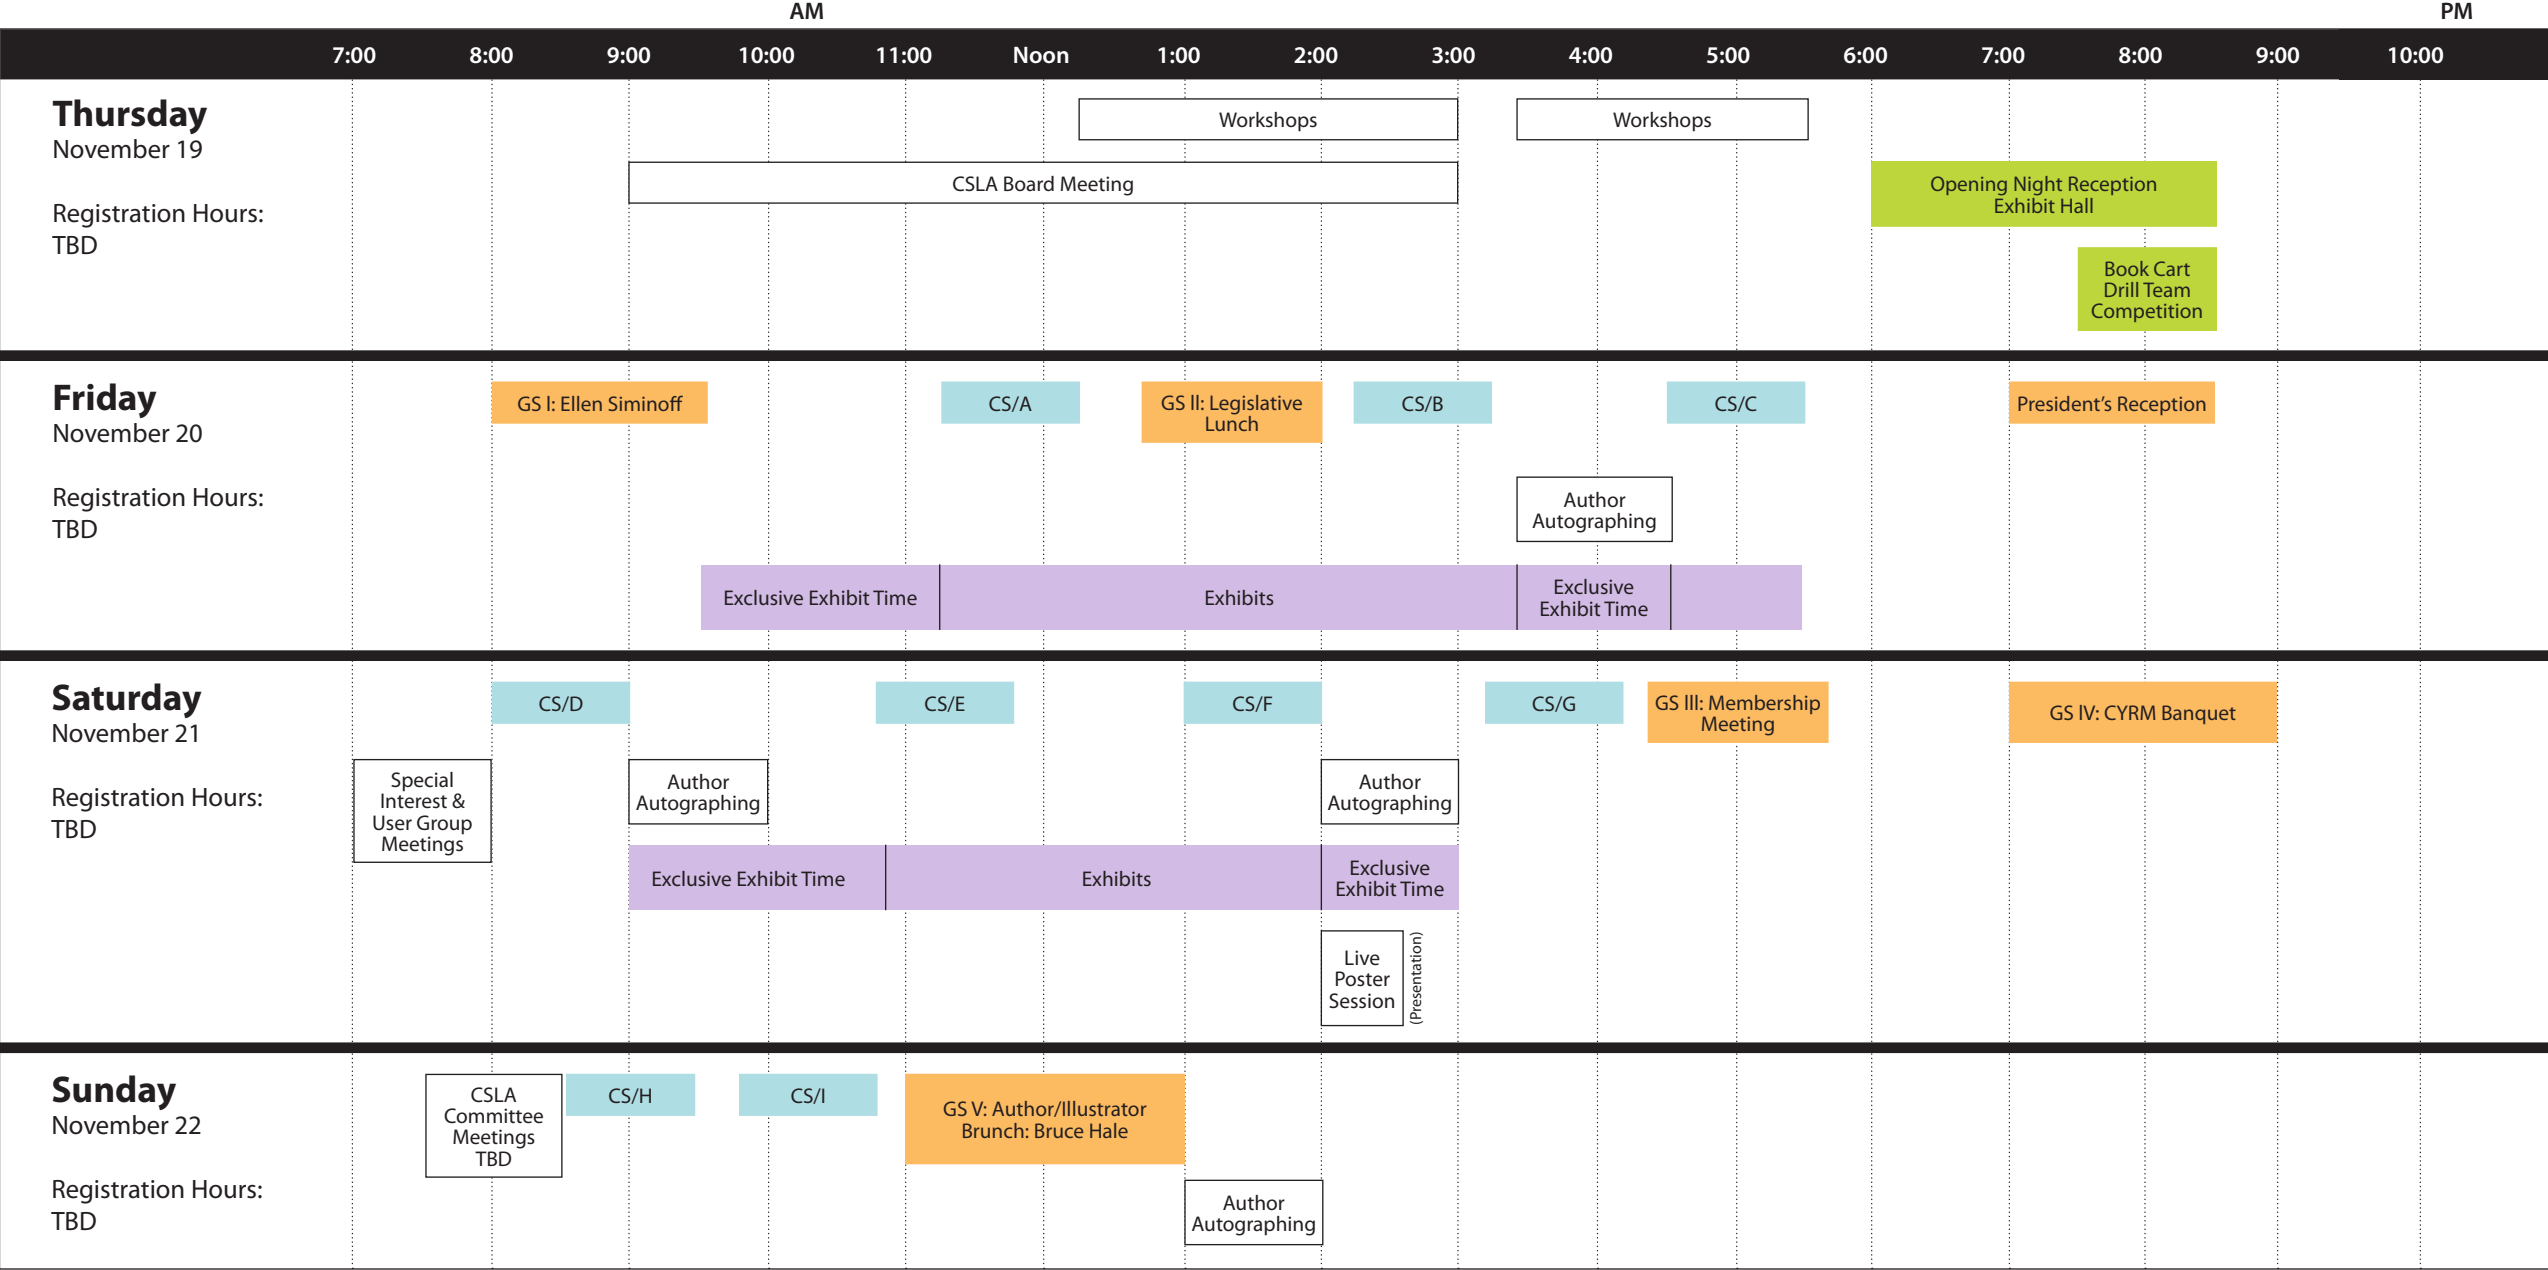 AM
PM
7:00 8:00 9:00 10:00 11:00 Noon 1:00 2:00 3:00 4:00 5:00 6:00 7:00 8:00 9:00 10:00
Thursday
November 19
Registration Hours:
TBD
Workshops
Workshops
CSLA Board Meeting
Opening Night Reception
Exhibit Hall
Book Cart
Drill Team
Competition
Friday
November 20
Registration Hours:
TBD
GS I: Ellen Siminoff
CS/A
GS II: Legislative
Lunch
CS/B
CS/C
President’s Reception
Author
Autographing
Exclusive Exhibit Time
Exhibits
Exclusive
Exhibit Time
Saturday
November 21
Registration Hours:
TBD
CS/D
CS/E
CS/F
CS/G
GS III: Membership
Meeting
GS IV: CYRM Banquet
Special
Interest &
User Group
Meetings
Author
Autographing
Author
Autographing
Exclusive Exhibit Time
Exhibits
Exclusive
Exhibit Time
Live
Poster
Session
(Presentation)
Sunday
November 22
Registration Hours:
TBD
CSLA
Committee
Meetings
TBD
CS/H
CS/I
GS V: Author/Illustrator
Brunch: Bruce Hale
Author
Autographing